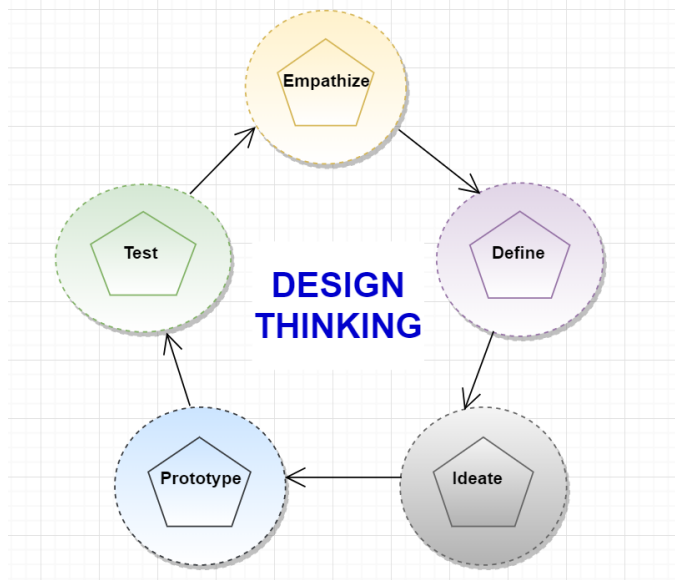 Empathize
Test
Define
DESIGN
THINKING
Prototype
Ideate